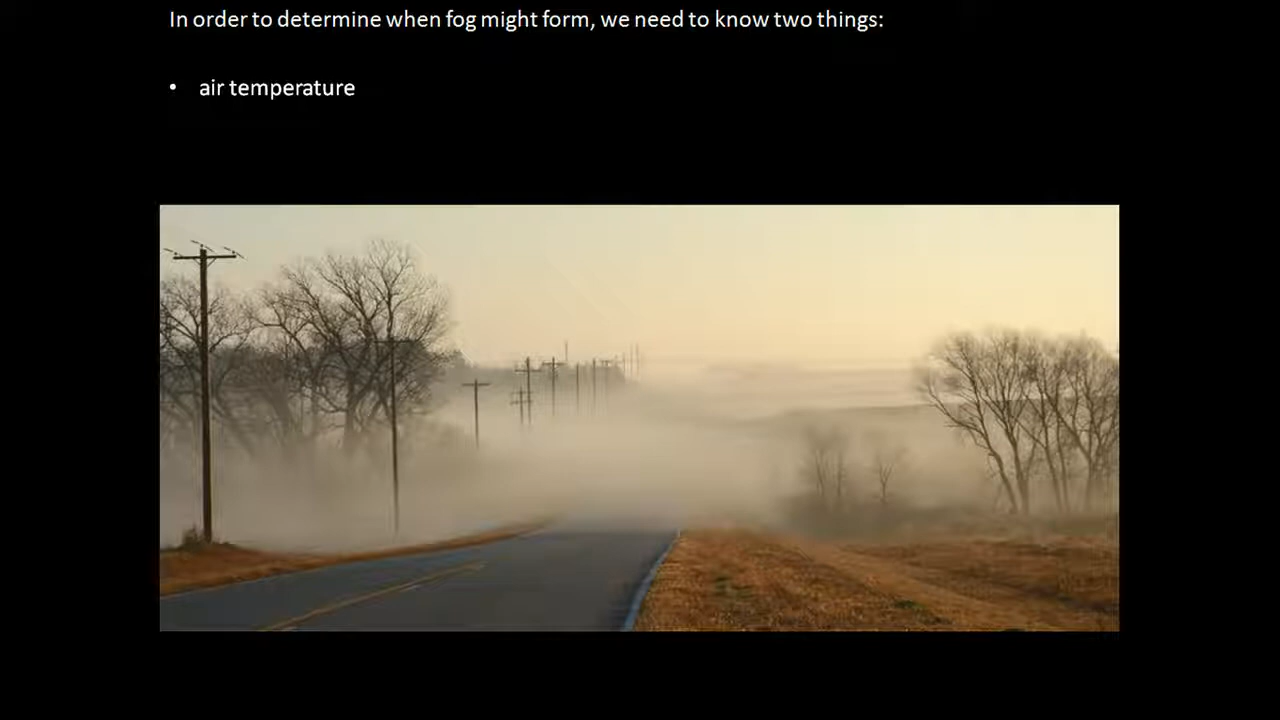 In order to determine when fog might form, we need to know two things:
• air temperature